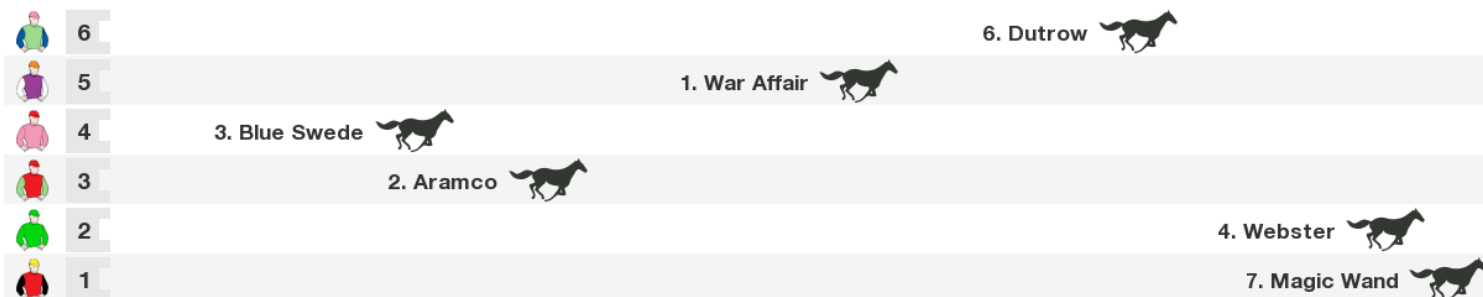 6 6. Dutrow
5 1. War Affair
4 3. Blue Swede
3 2. Aramco
2 4. Webster
1 7. Magic Wand